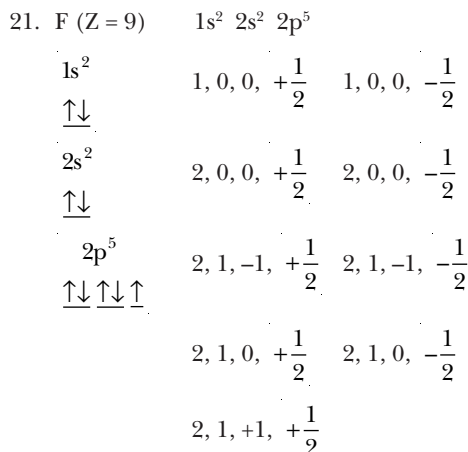 21. F (Z = 9) 1s² 2s² 2p⁵
1s² 1, 0, 0, +1/2 1, 0, 0, –1/2
↑↓
2s² 2, 0, 0, +1/2 2, 0, 0, –1/2
↑↓
2p⁵ 2, 1, –1, +1/2 2, 1, –1, –1/2
↑↓ ↑↓ ↑
2, 1, 0, +1/2 2, 1, 0, –1/2
2, 1, +1, +1/2